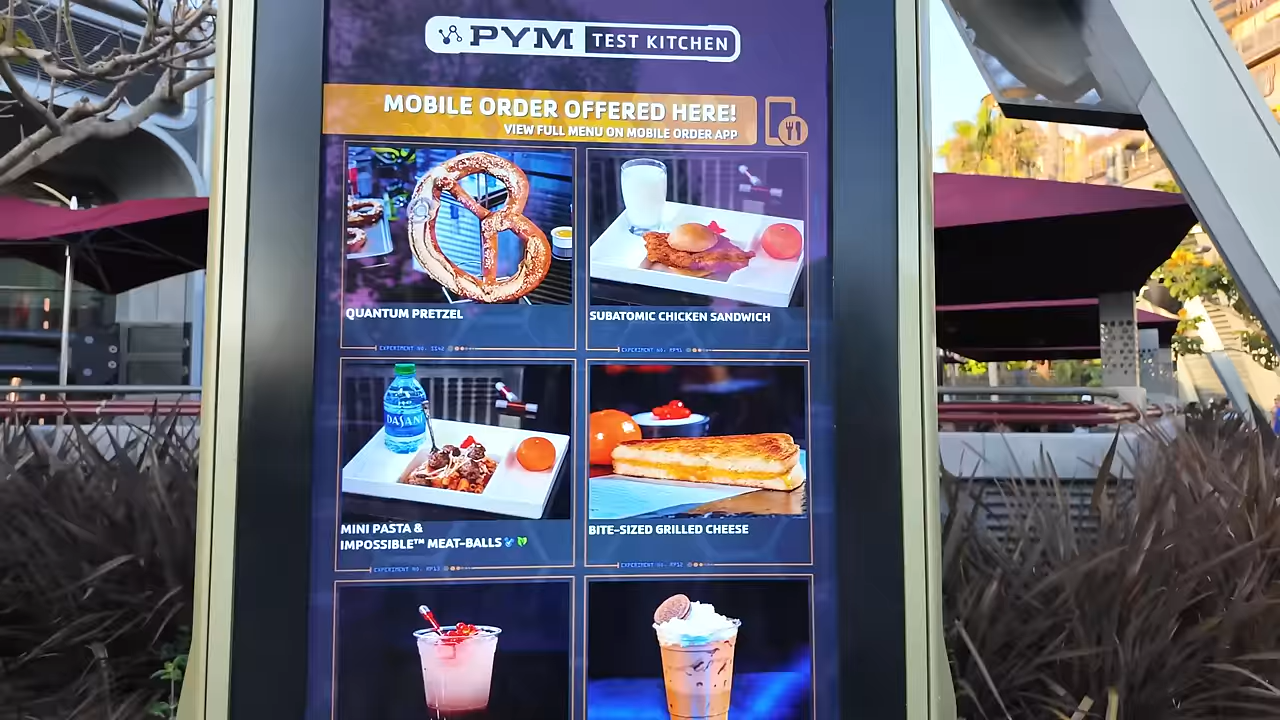 PYM TEST KITCHEN
MOBILE ORDER OFFERED HERE!
VIEW FULL MENU ON MOBILE ORDER APP
QUANTUM PRETZEL
SUBATOMIC CHICKEN SANDWICH
DASANI
MINI PASTA &
IMPOSSIBLE™ MEAT-BALLS
BITE-SIZED GRILLED CHEESE